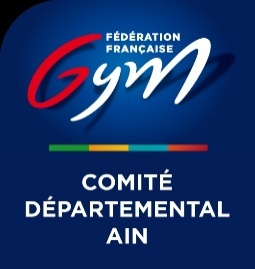 FÉDÉRATION
FRANÇAISE
Gym
COMITÉ
DÉPARTEMENTAL
AIN